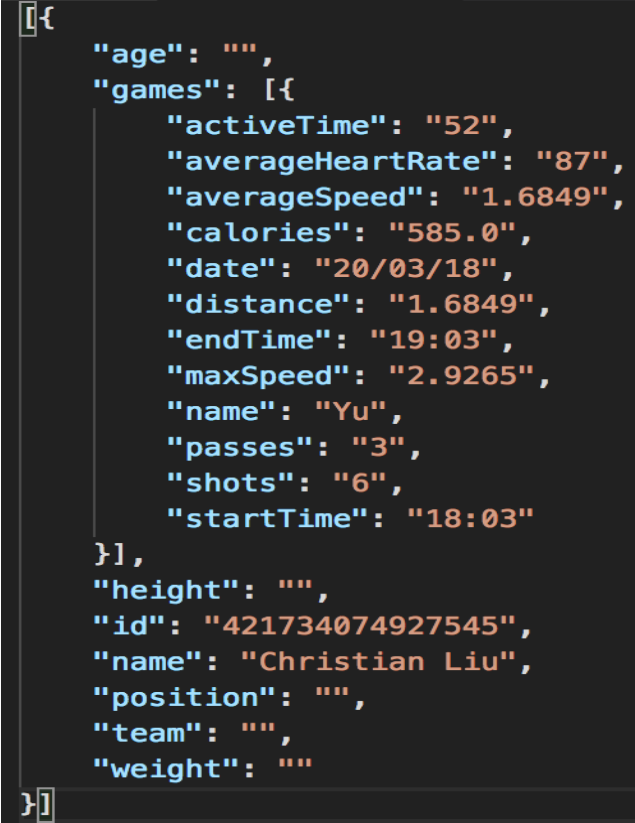 [{
    "age": "",
    "games": [{
        "activeTime": "52",
        "averageHeartRate": "87",
        "averageSpeed": "1.6849",
        "calories": "585.0",
        "date": "20/03/18",
        "distance": "1.6849",
        "endTime": "19:03",
        "maxSpeed": "2.9265",
        "name": "Yu",
        "passes": "3",
        "shots": "6",
        "startTime": "18:03"
    }],
    "height": "",
    "id": "421734074927545",
    "name": "Christian Liu",
    "position": "",
    "team": "",
    "weight": ""
}]